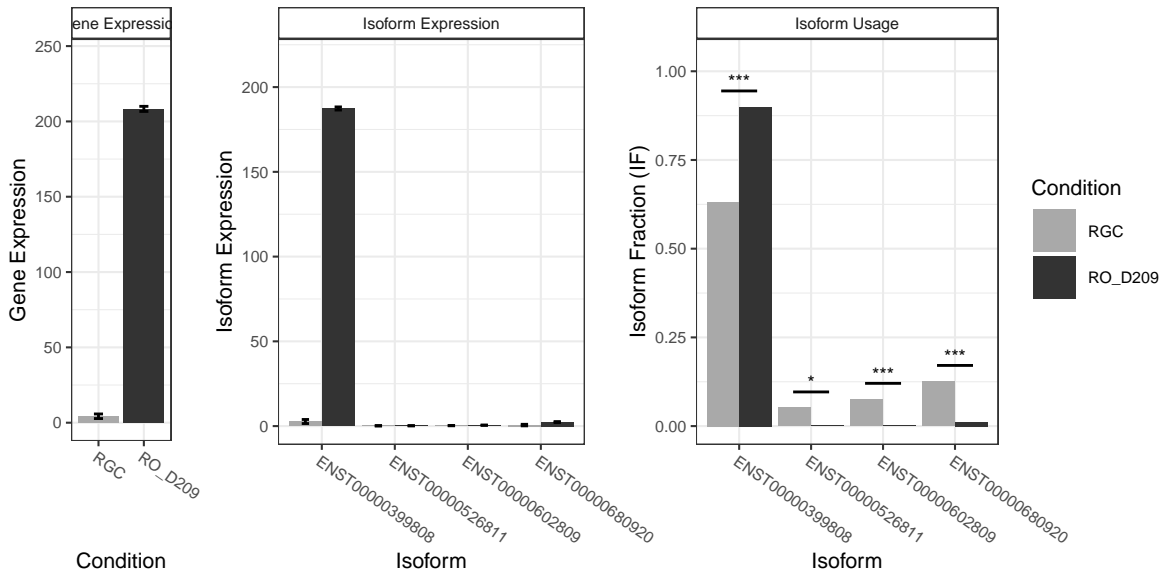 ene Expressio
Gene Expression
250
200
150
100
50
0
RGC
RO_D209
Condition
Isoform Expression
Isoform Expression
200
150
100
50
0
ENST00000399808
ENST00000526811
ENST00000602809
ENST00000680920
Isoform
Isoform Usage
Isoform Fraction (IF)
1.00
0.75
0.50
0.25
0.00
***
*
***
***
ENST00000399808
ENST00000526811
ENST00000602809
ENST00000680920
Isoform
Condition
RGC
RO_D209